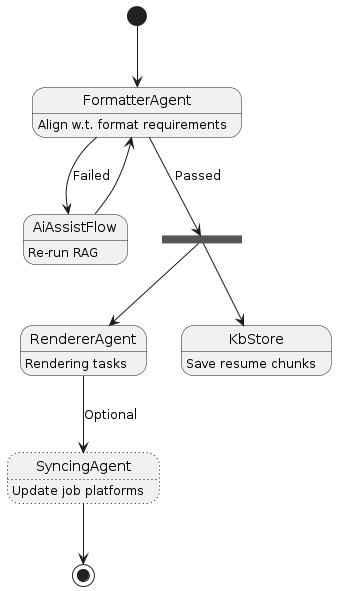 FormatterAgent
Align w.t. format requirements
Failed
Passed
AiAssistFlow
Re-run RAG
RendererAgent
Rendering tasks
KbStore
Save resume chunks
Optional
SyncingAgent
Update job platforms